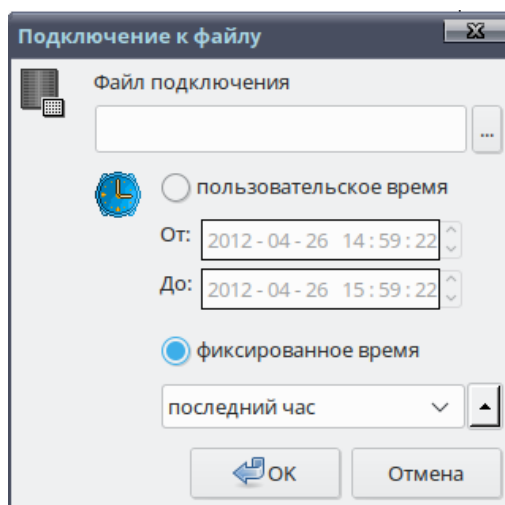 Подключение к файлу
Файл подключения
...
пользовательское время
От: 2012-04-26 14:59:22
До: 2012-04-26 15:59:22
фиксированное время
последний час
OK Отмена